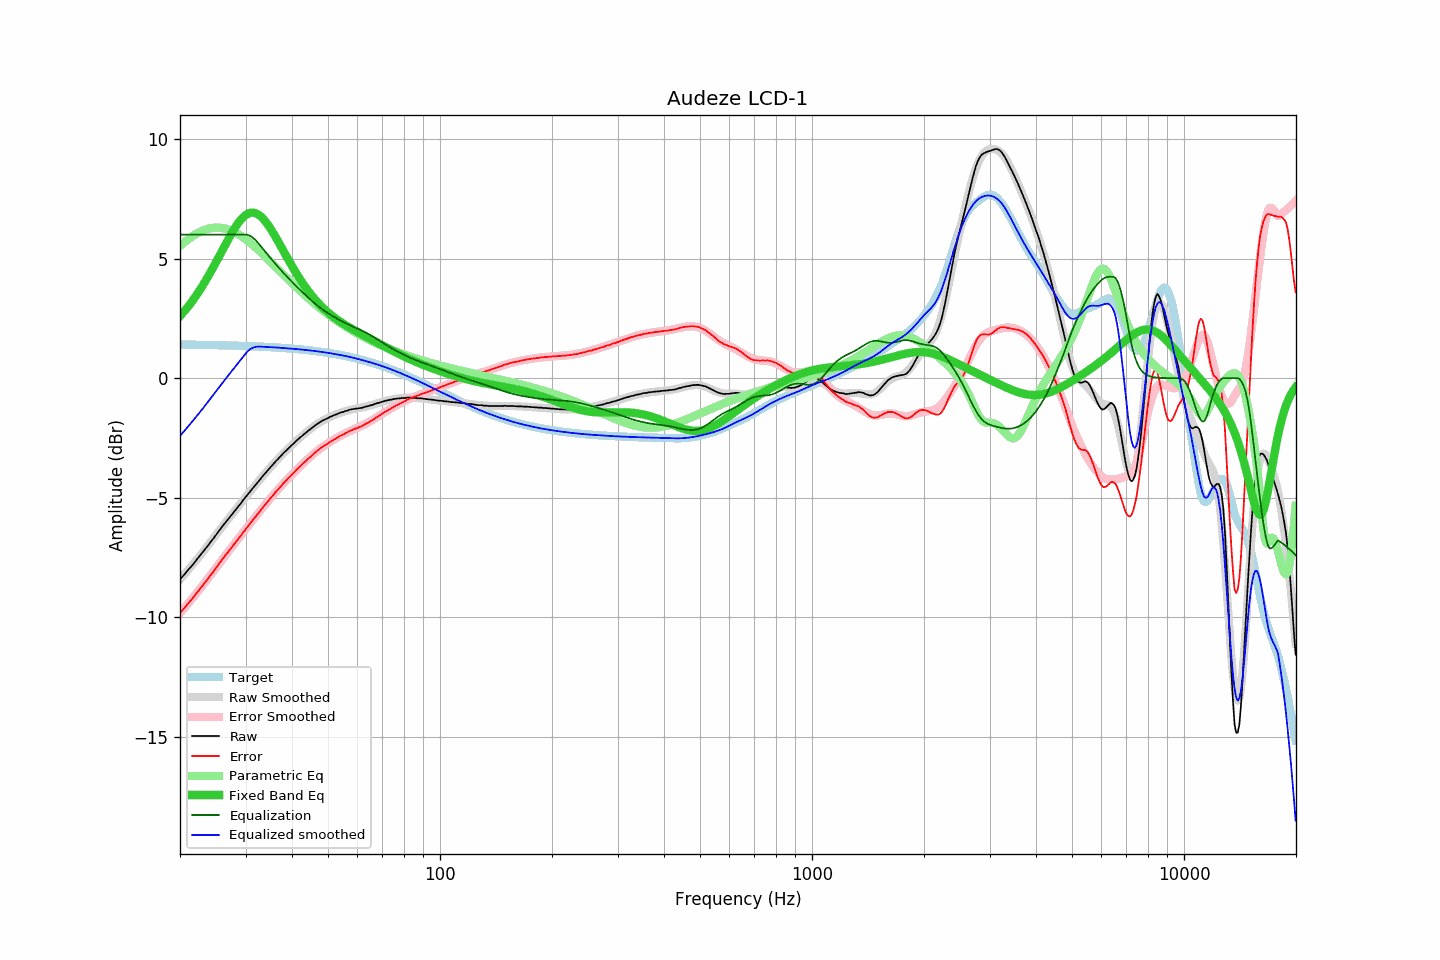 Audeze LCD-1
10
5
0
−5
−10
−15
Amplitude (dBr)
Target
Raw Smoothed
Error Smoothed
Raw
Error
Parametric Eq
Fixed Band Eq
Equalization
Equalized smoothed
100
1000
10000
Frequency (Hz)